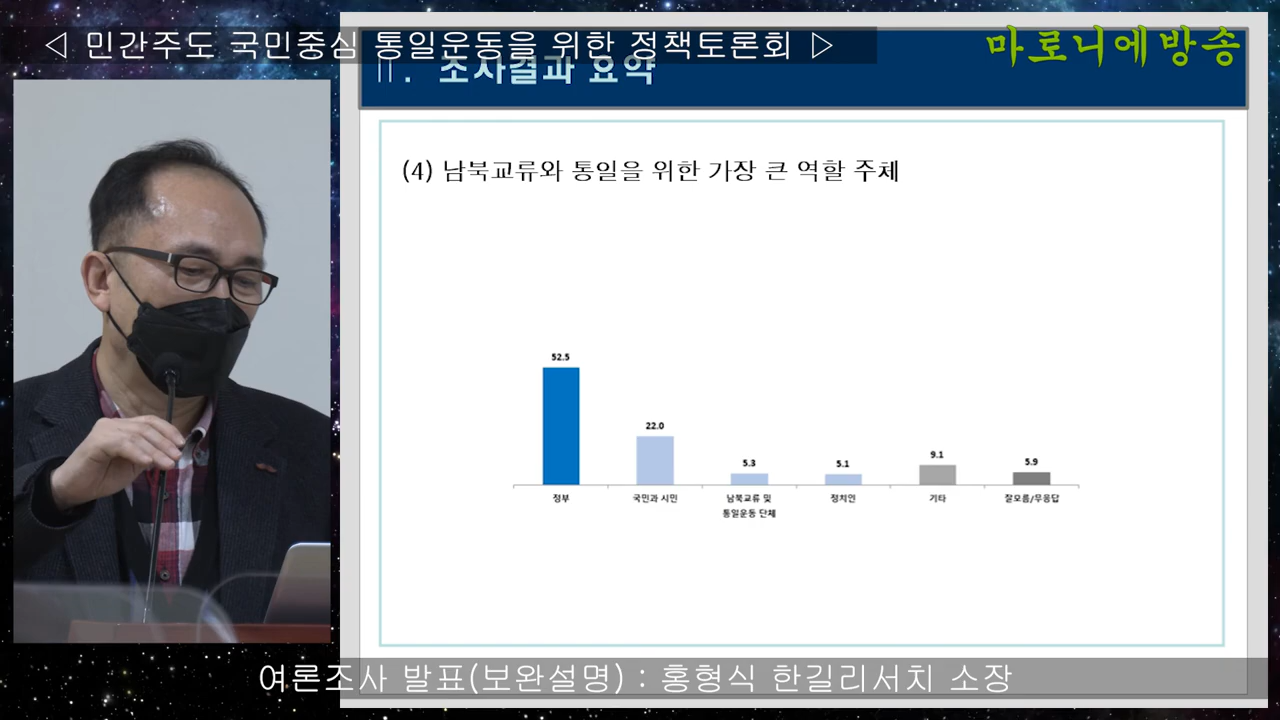 ◁ 민간주도 국민중심 통일운동을 위한 정책토론회 ▷
마로니에방송
Ⅱ. 조사결과 요약
(4) 남북교류와 통일을 위한 가장 큰 역할 주체
52.5
22.0
5.3
5.1
9.1
5.9
정부
국민과 시민
남북교류 및
통일운동 단체
정치인
기타
잘모름/무응답
여론조사 발표(보완설명) : 홍형식 한길리서치 소장